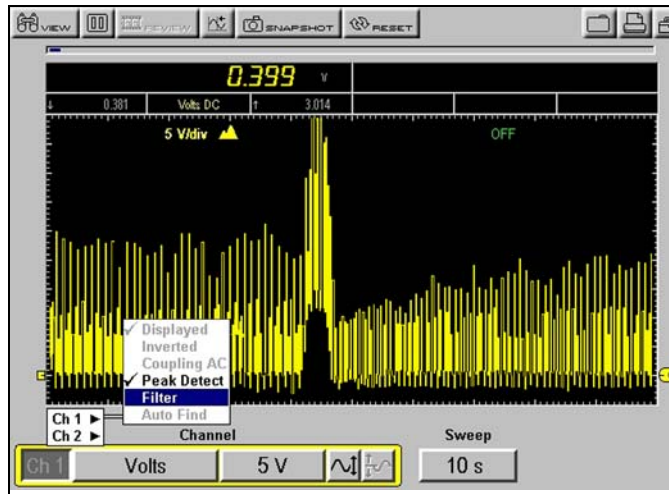 VIEW REVIEW SNAPSHOT RESET
0.399 V
↓ 0.381 Volts DC ↑ 3.014
5 V/div OFF
Displayed
Inverted
Coupling AC
Peak Detect
Filter
Auto Find
Ch 1
Ch 2
Channel Sweep
Ch 1 Volts 5 V 10 s